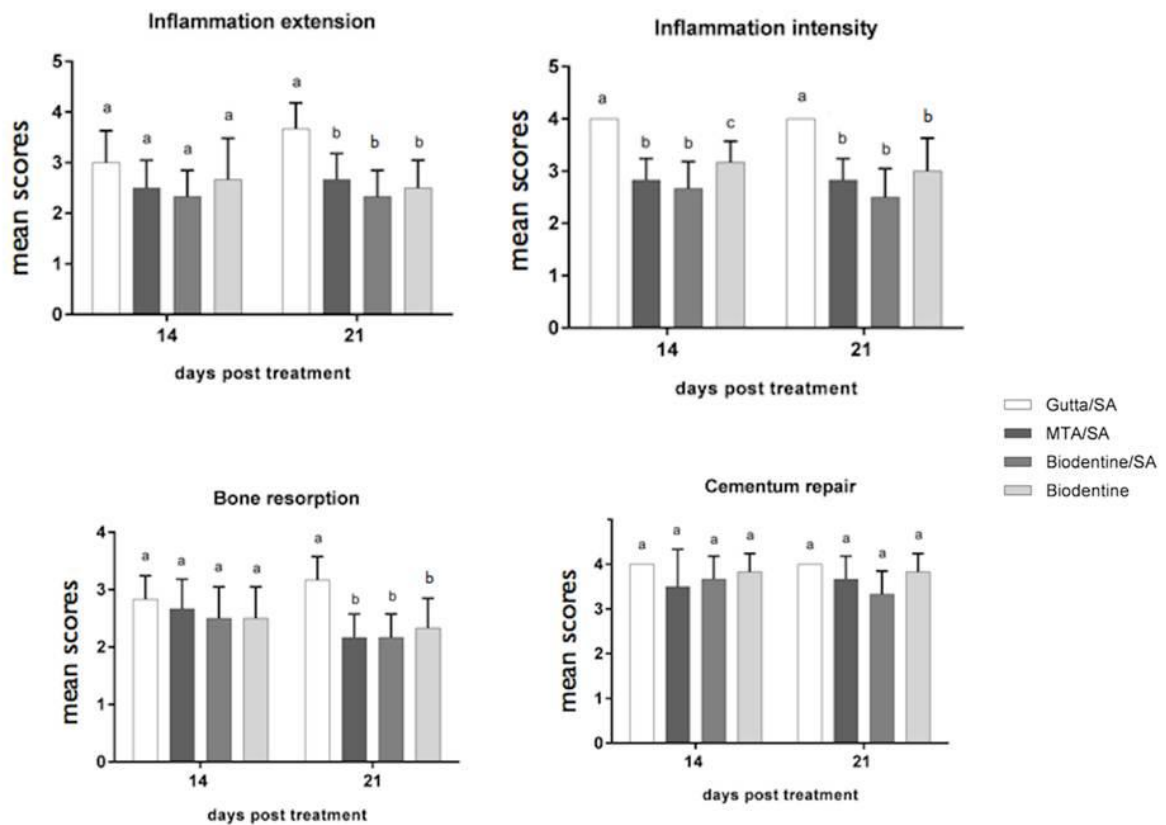 Inflammation extension
mean scores
5
4
3
2
1
0
a
a
a
a
a
b
b
b
14
21
days post treatment
Inflammation intensity
mean scores
5
4
3
2
1
0
a
b
b
c
a
b
b
b
14
21
days post treatment
Gutta/SA
MTA/SA
Biodentine/SA
Biodentine
Bone resorption
mean scores
4
3
2
1
0
a
a
a
a
a
b
b
b
14
21
days post treatment
Cementum repair
mean scores
4
3
2
1
0
a
a
a
a
a
a
a
a
14
21
days post treatment